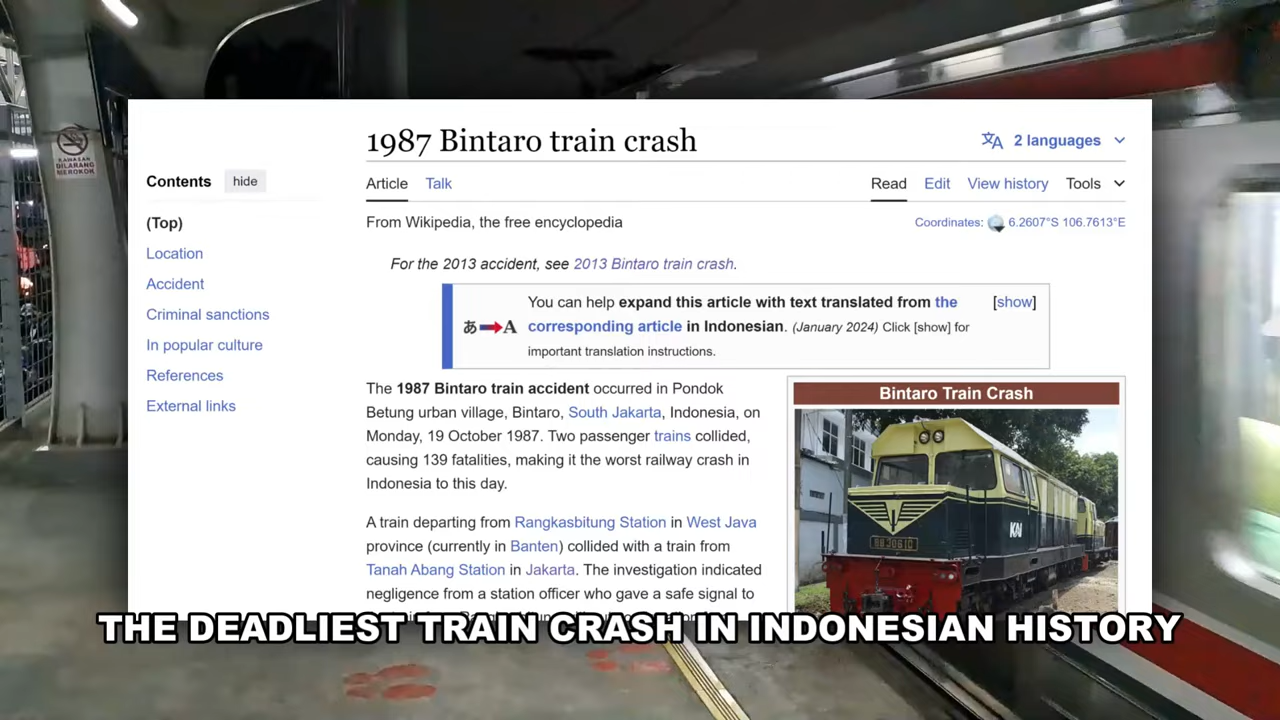 KAWASAN
DILARANG
MEROKOK
1987 Bintaro train crash
2 languages
Contents hide
Article Talk
Read Edit View history Tools
(Top)
From Wikipedia, the free encyclopedia
Coordinates: 6.2607°S 106.7613°E
Location
For the 2013 accident, see 2013 Bintaro train crash.
Accident
Criminal sanctions
In popular culture
References
External links
You can help expand this article with text translated from the [show]
あ A corresponding article in Indonesian. (January 2024) Click [show] for
important translation instructions.
The 1987 Bintaro train accident occurred in Pondok
Betung urban village, Bintaro, South Jakarta, Indonesia, on
Monday, 19 October 1987. Two passenger trains collided,
causing 139 fatalities, making it the worst railway crash in
Indonesia to this day.
A train departing from Rangkasbitung Station in West Java
province (currently in Banten) collided with a train from
Tanah Abang Station in Jakarta. The investigation indicated
negligence from a station officer who gave a safe signal to
Bintaro Train Crash
KAI
BB 306 10
THE DEADLIEST TRAIN CRASH IN INDONESIAN HISTORY